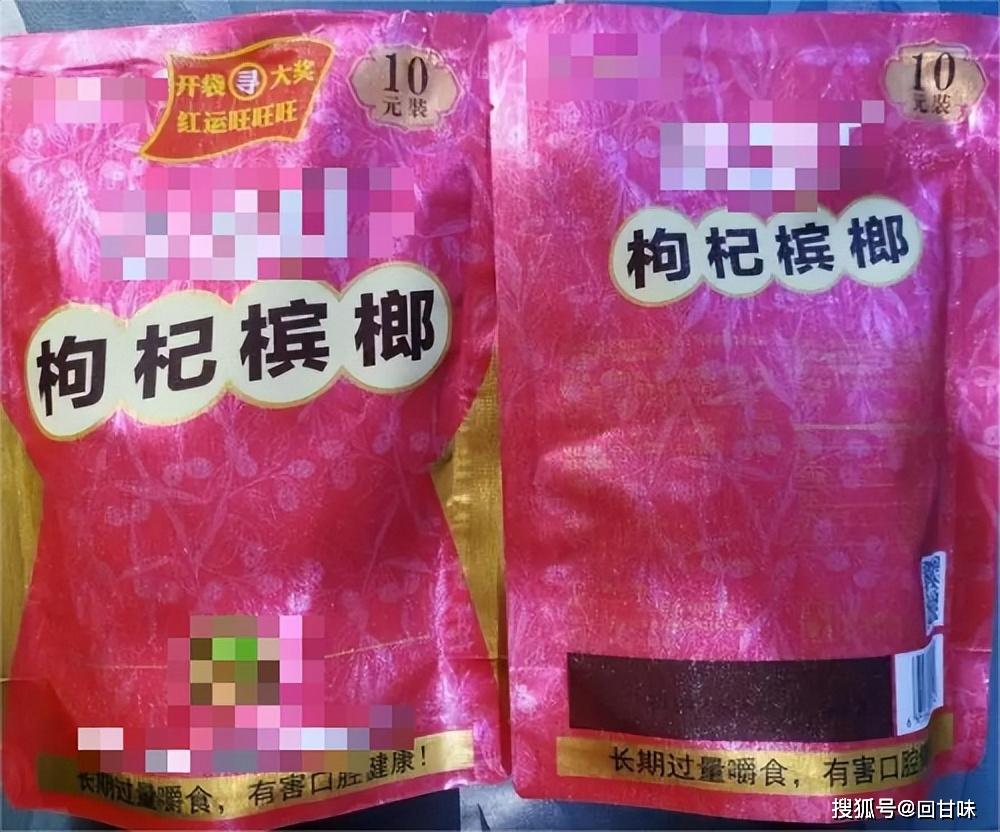 开袋寻大奖
红运旺旺旺
10
元装
枸杞槟榔
长期过量嚼食，有害口腔健康！
10
元装
枸杞槟榔
长期过量嚼食，有害口腔
搜狐号@回甘味